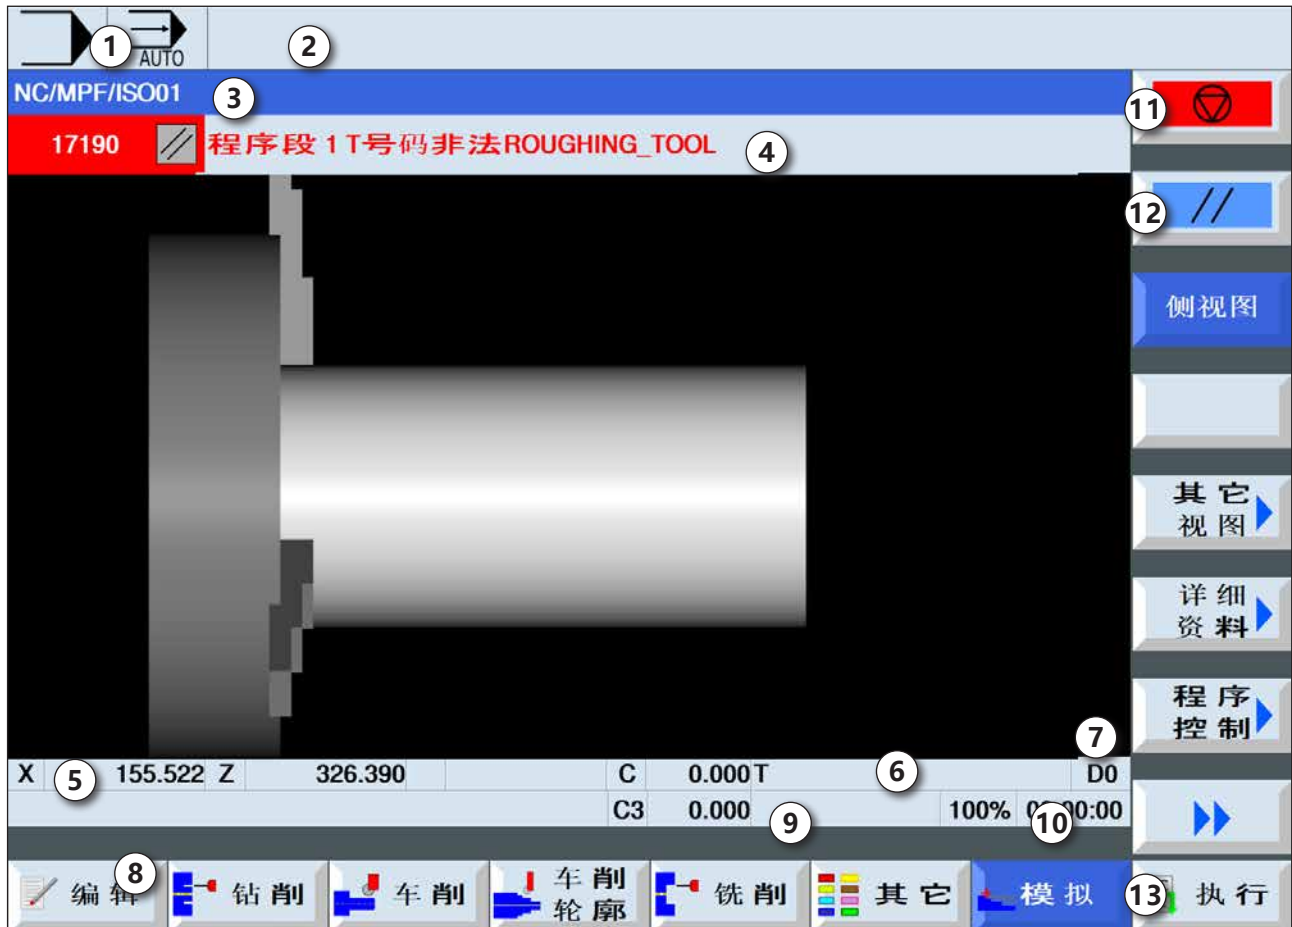 1
AUTO
2
NC/MPF/ISO01
3
17190
程序段 1 T号码非法ROUGHING_TOOL
4
11
12
侧视图
其它
视图
详细
资料
程序
控制
7
X
5
155.522
Z
326.390
C
0.000
T
6
D0
C3
0.000
9
100%
10
00:00
8
编辑
钻削
车削
车削
轮廓
铣削
其它
模拟
13
执行